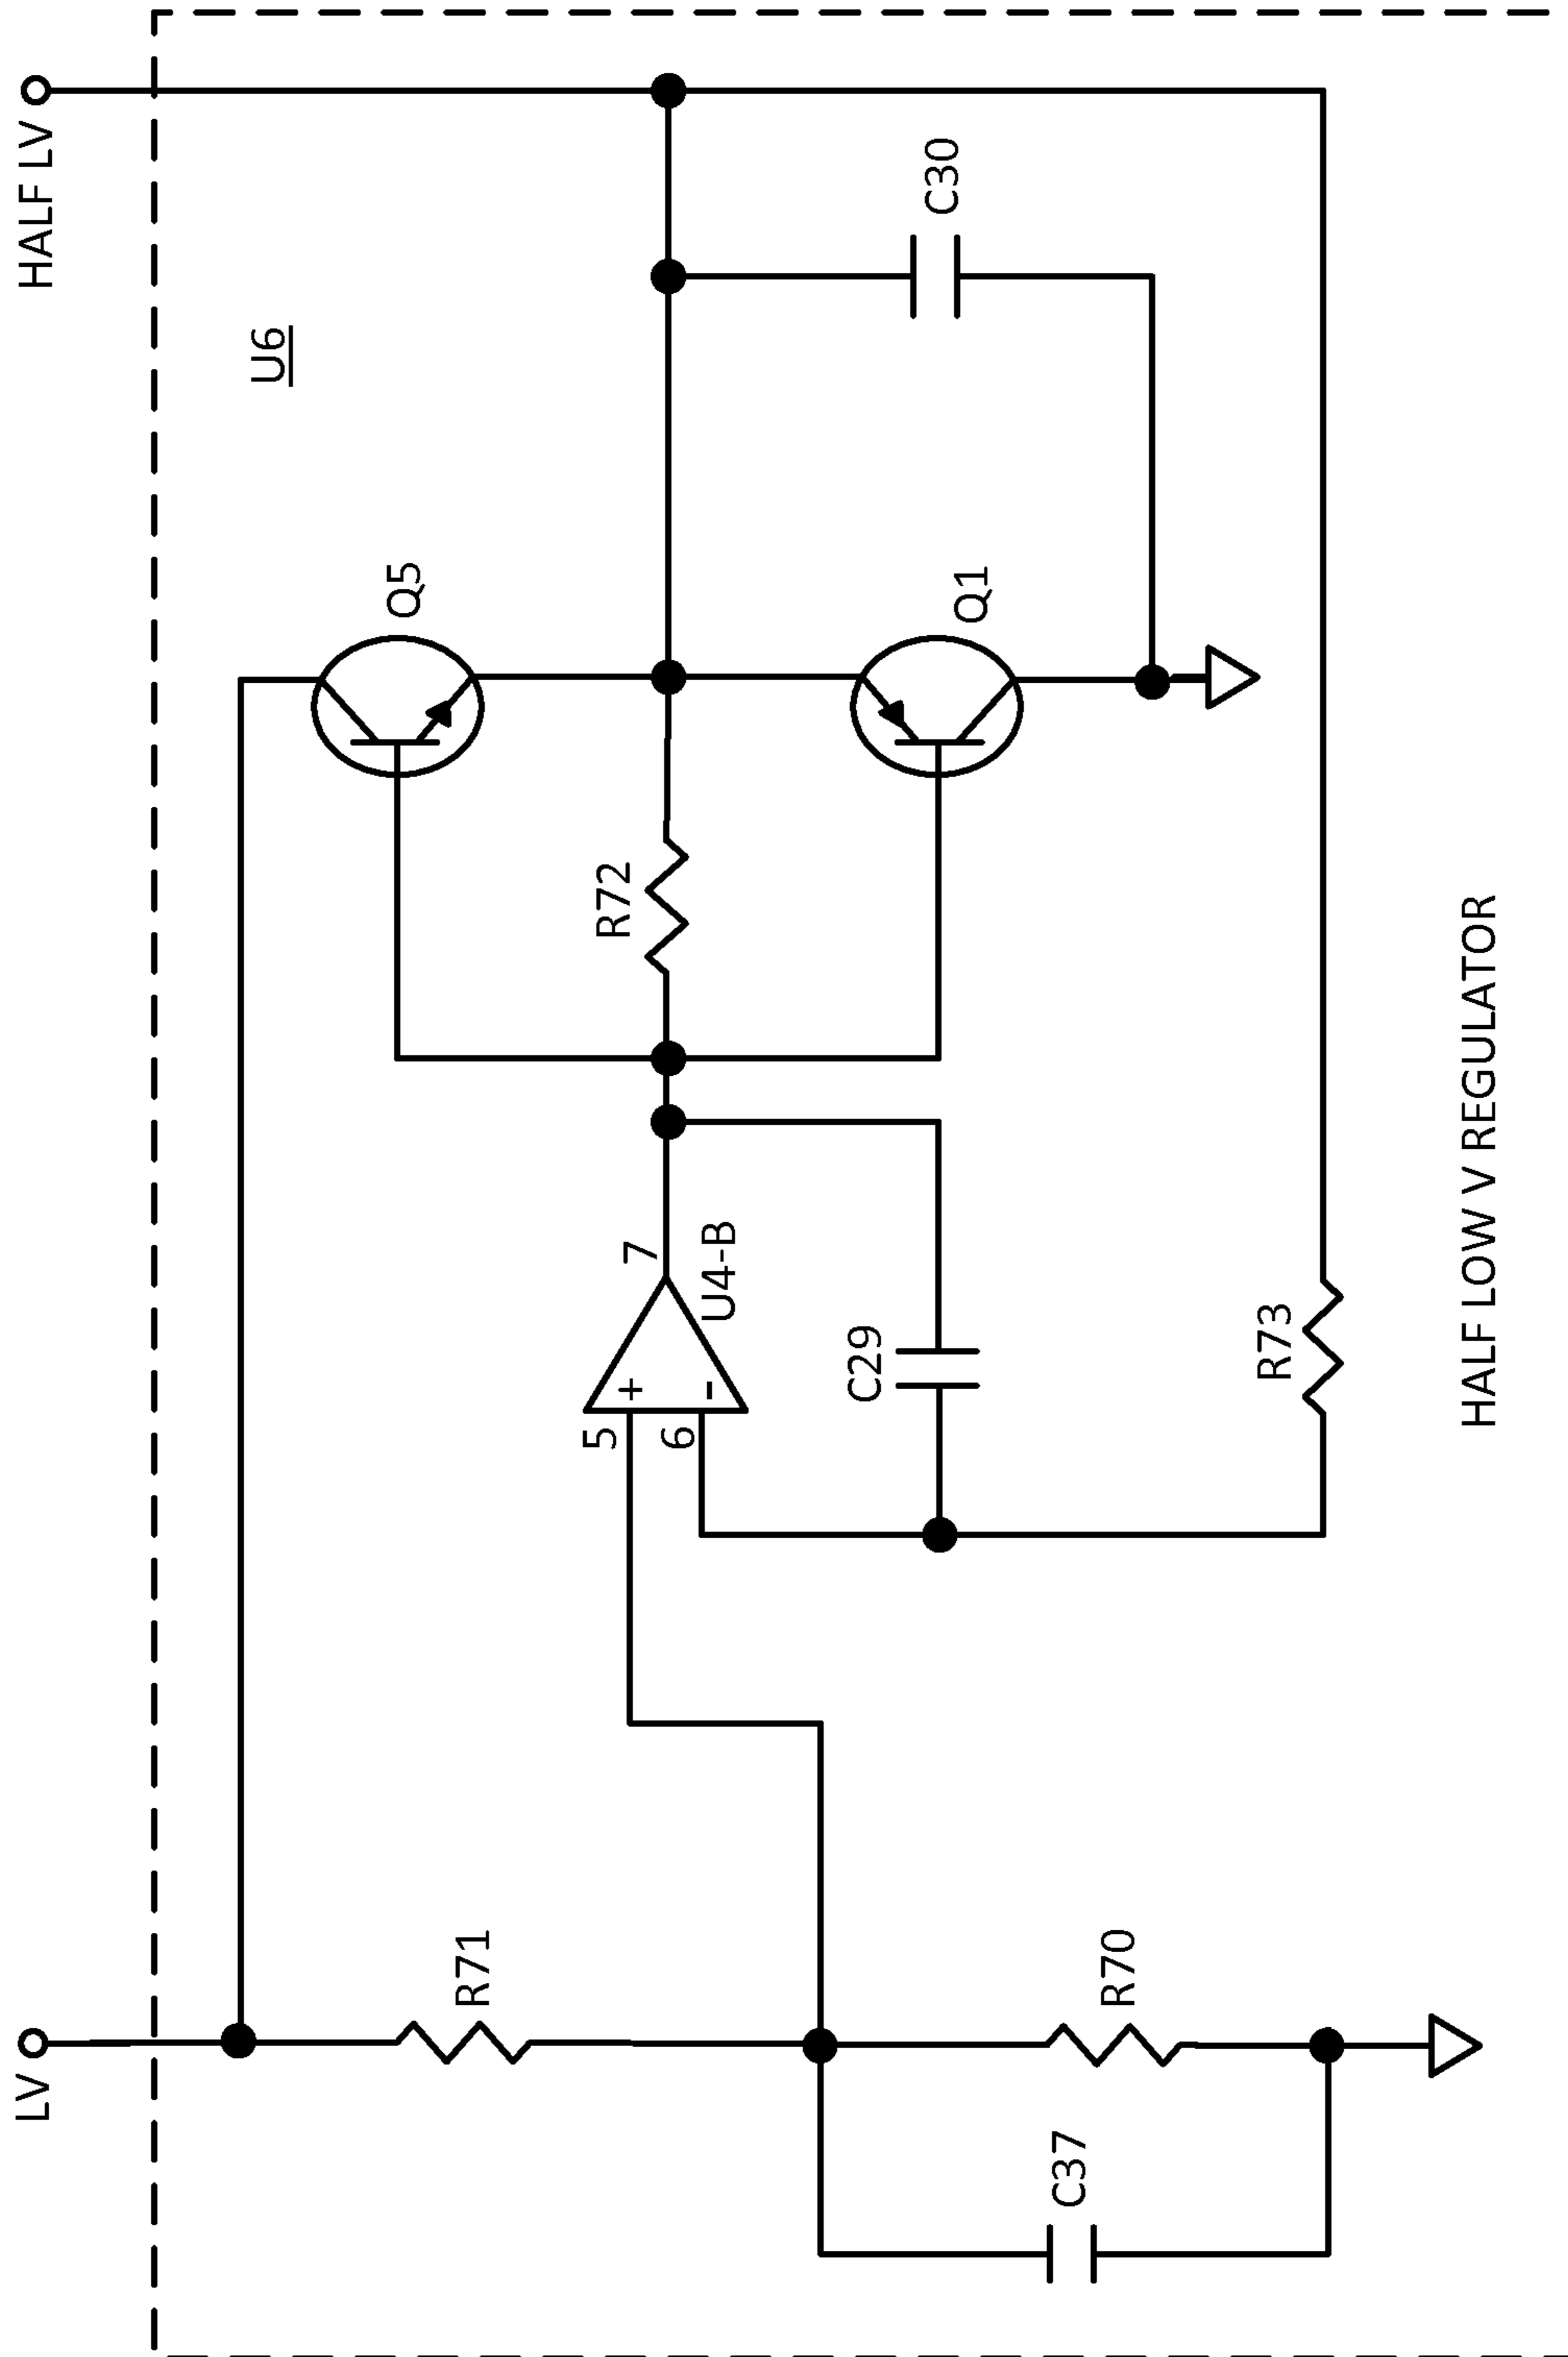 LV
HALF LV
U6
R71
Q5
C30
R72
7
5
+
6
-
U4-B
Q1
C29
R70
C37
R73
HALF LOW V REGULATOR